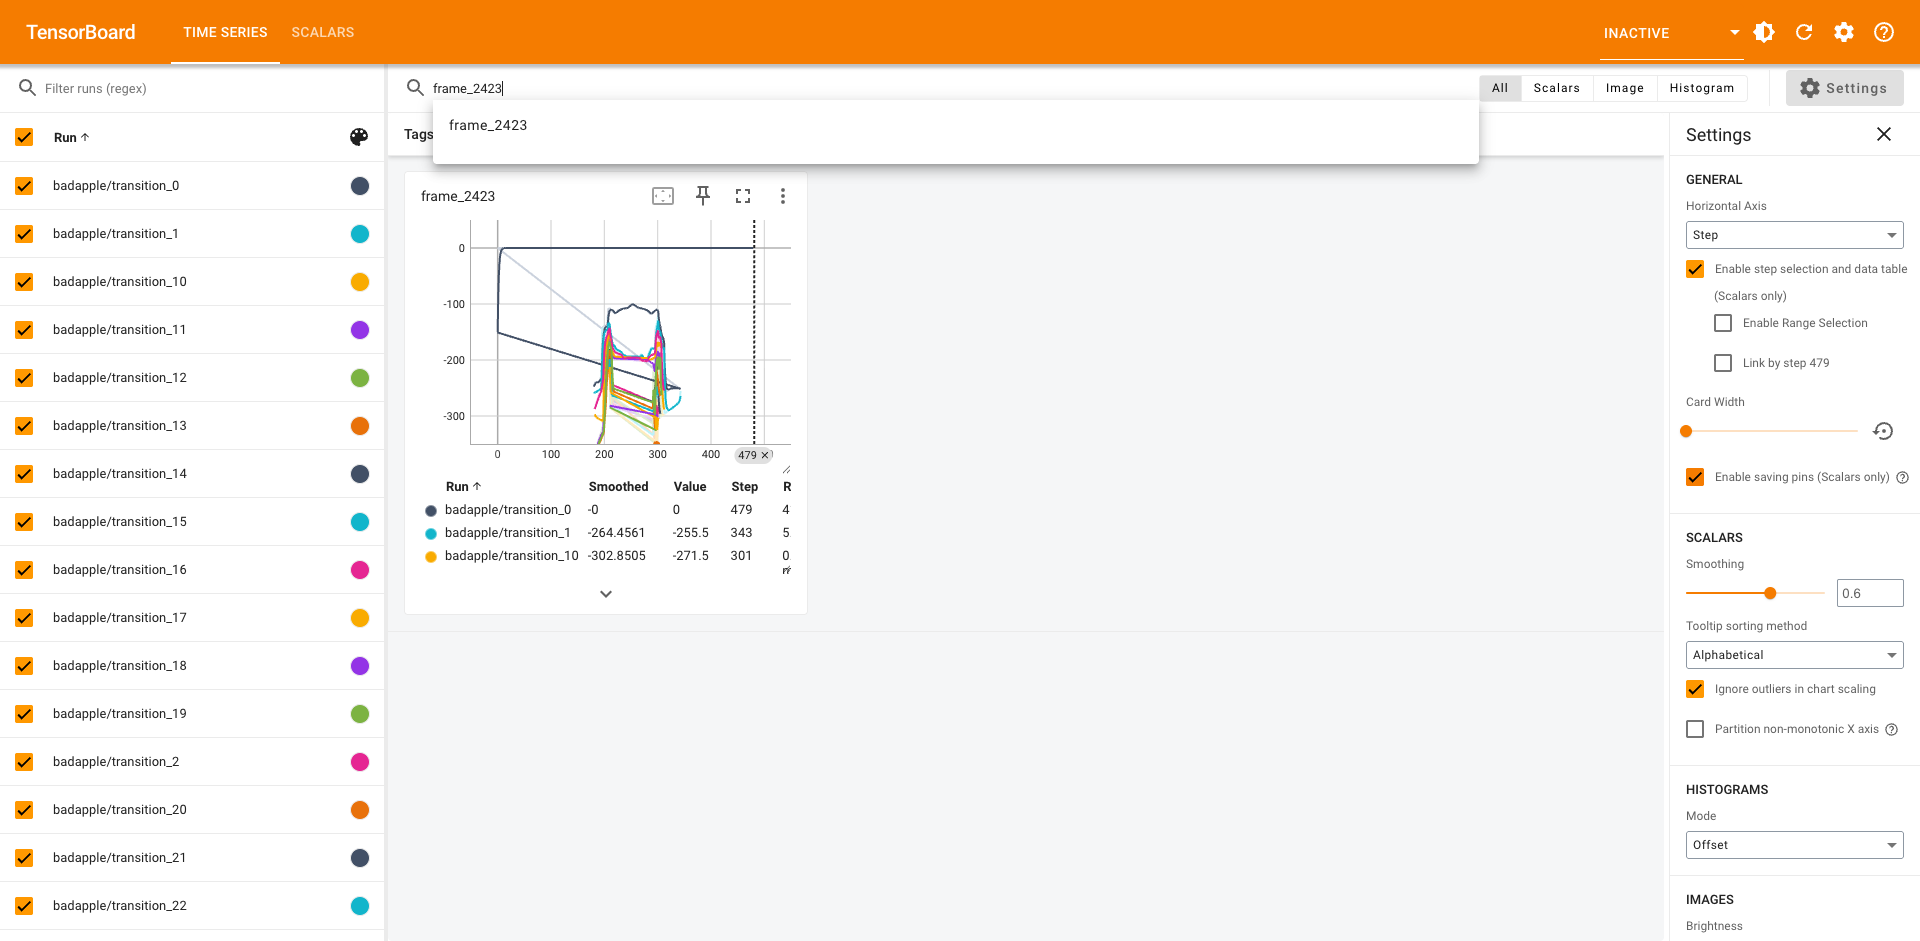 TensorBoard TIME SERIES SCALARS INACTIVE
Filter runs (regex)
frame_2423
All Scalars Image Histogram
Settings
frame_2423
Tags
Run
badapple/transition_0
badapple/transition_1
badapple/transition_10
badapple/transition_11
badapple/transition_12
badapple/transition_13
badapple/transition_14
badapple/transition_15
badapple/transition_16
badapple/transition_17
badapple/transition_18
badapple/transition_19
badapple/transition_2
badapple/transition_20
badapple/transition_21
badapple/transition_22
frame_2423
0
-100
-200
-300
0 100 200 300 400 479
Run Smoothed Value Step R
badapple/transition_0 -0 0 479 4
badapple/transition_1 -264.4561 -255.5 343 5
badapple/transition_10 -302.8505 -271.5 301 0
Settings
GENERAL
Horizontal Axis
Step
Enable step selection and data table
(Scalars only)
Enable Range Selection
Link by step 479
Card Width
Enable saving pins (Scalars only)
SCALARS
Smoothing
0.6
Tooltip sorting method
Alphabetical
Ignore outliers in chart scaling
Partition non-monotonic X axis
HISTOGRAMS
Mode
Offset
IMAGES
Brightness